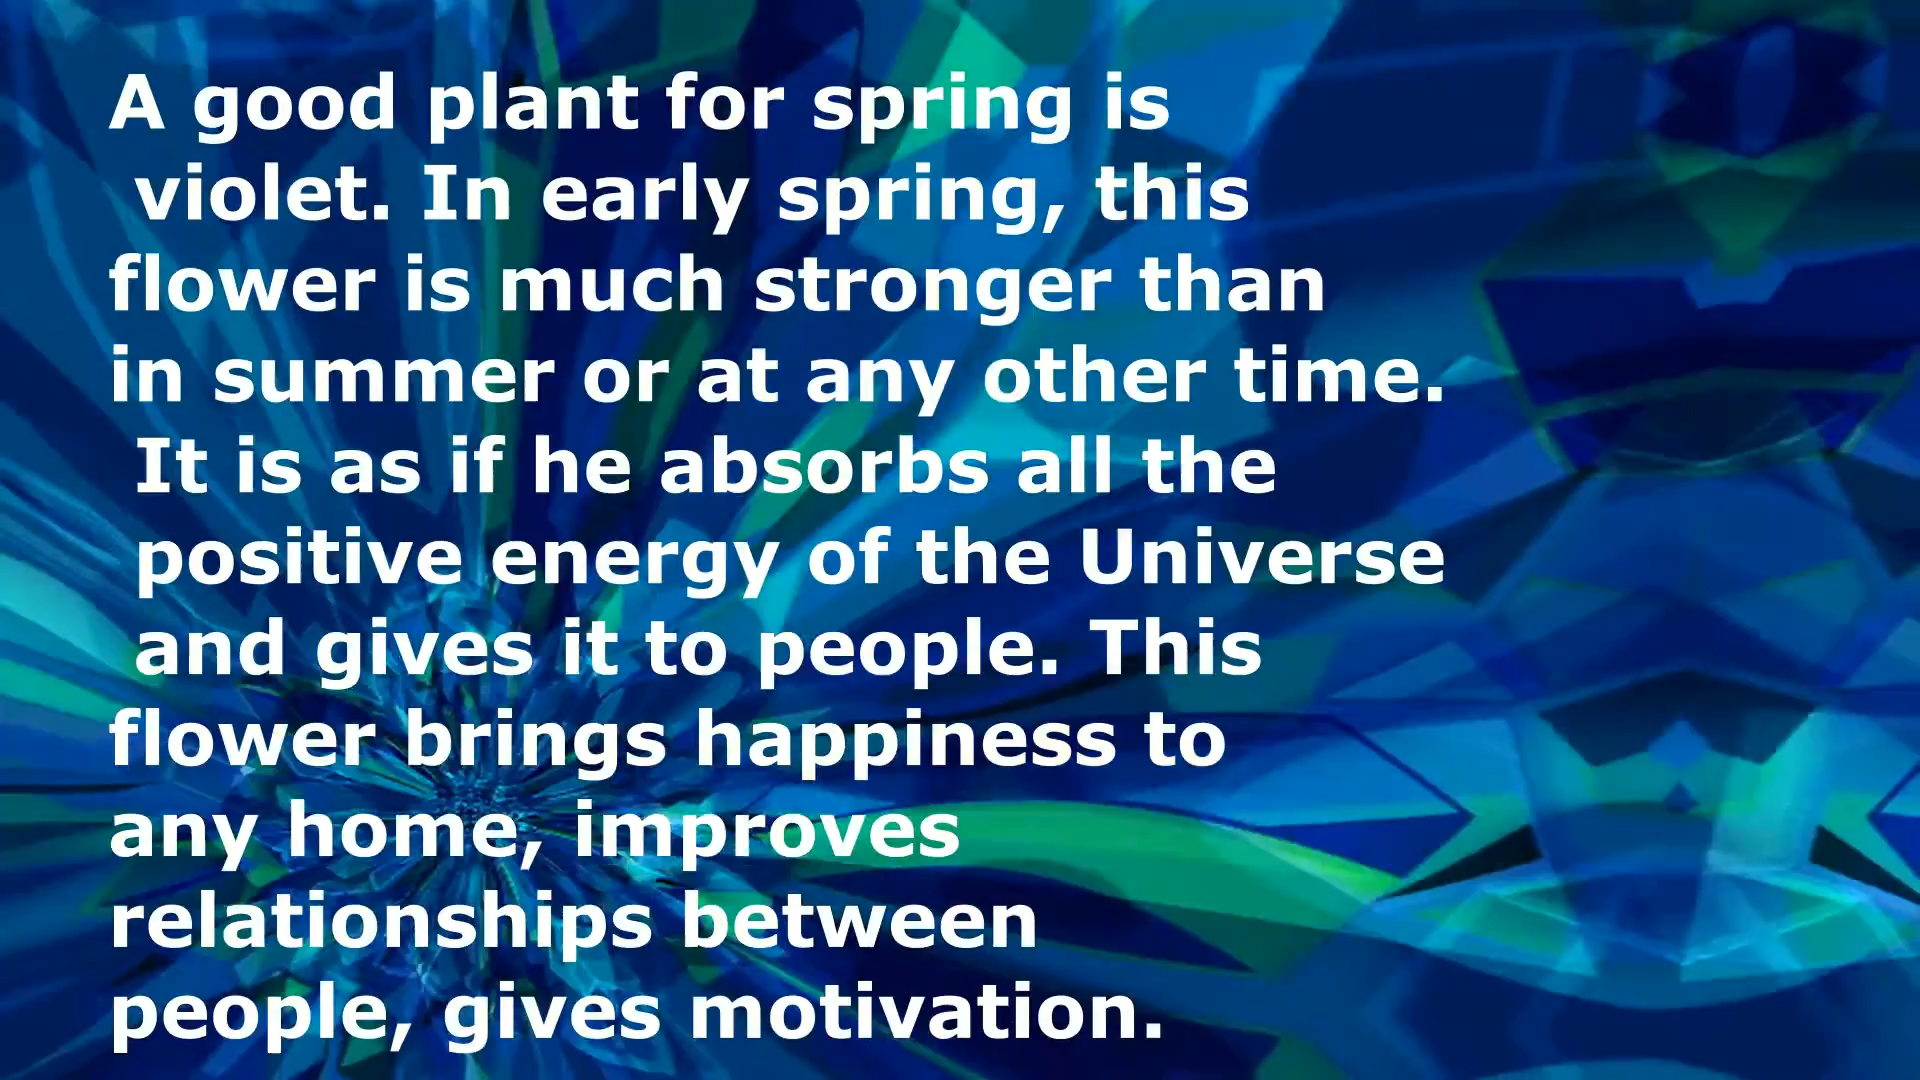 A good plant for spring is
violet. In early spring, this
flower is much stronger than
in summer or at any other time.
It is as if he absorbs all the
positive energy of the Universe
and gives it to people. This
flower brings happiness to
any home, improves
relationships between
people, gives motivation.